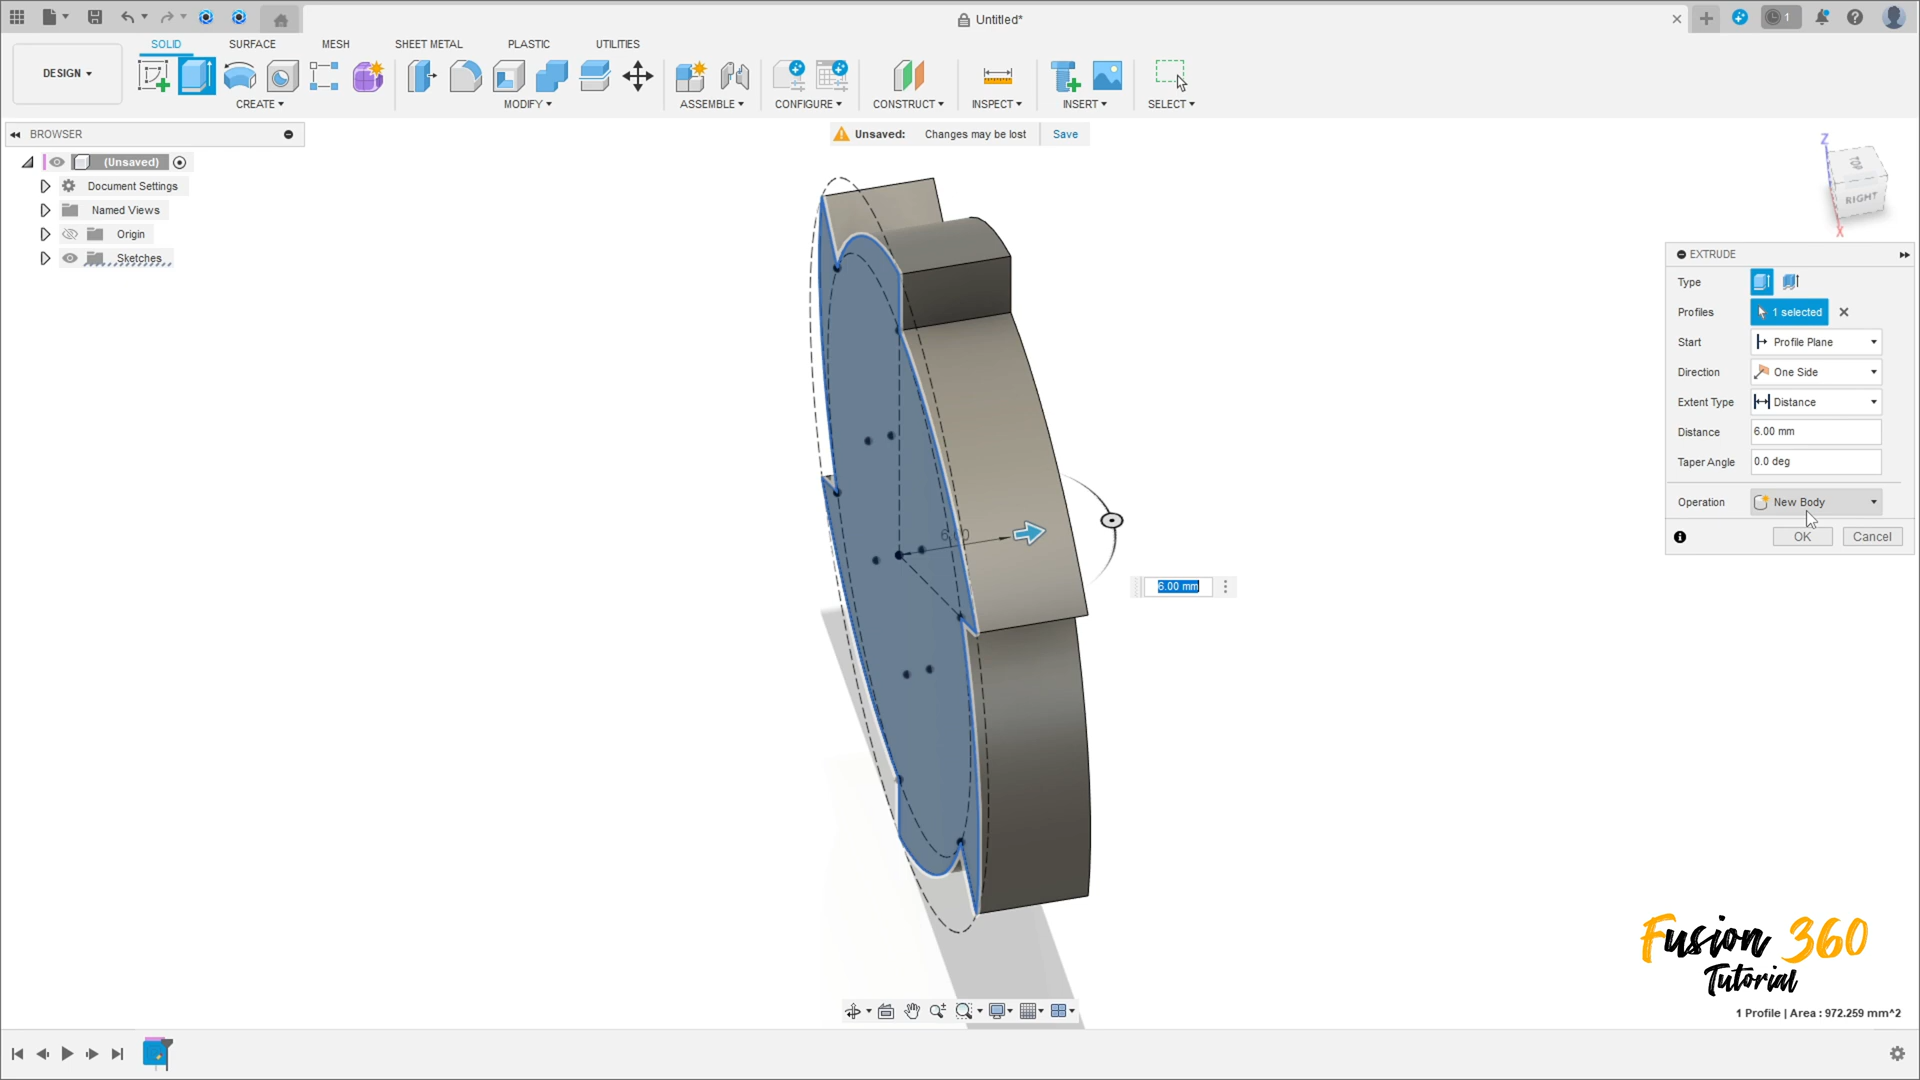 Untitled*
1
DESIGN
SOLID
SURFACE
MESH
SHEET METAL
PLASTIC
UTILITIES
CREATE
MODIFY
ASSEMBLE
CONFIGURE
CONSTRUCT
INSPECT
INSERT
SELECT
BROWSER
Unsaved: Changes may be lost
Save
(Unsaved)
Document Settings
Named Views
Origin
Sketches
Z
TOP
RIGHT
X
EXTRUDE
Type
Profiles 1 selected
Start Profile Plane
Direction One Side
Extent Type Distance
Distance 6.00 mm
Taper Angle 0.0 deg
Operation New Body
OK Cancel
6.00 mm
Fusion 360
Tutorial
1 Profile | Area : 972.259 mm^2